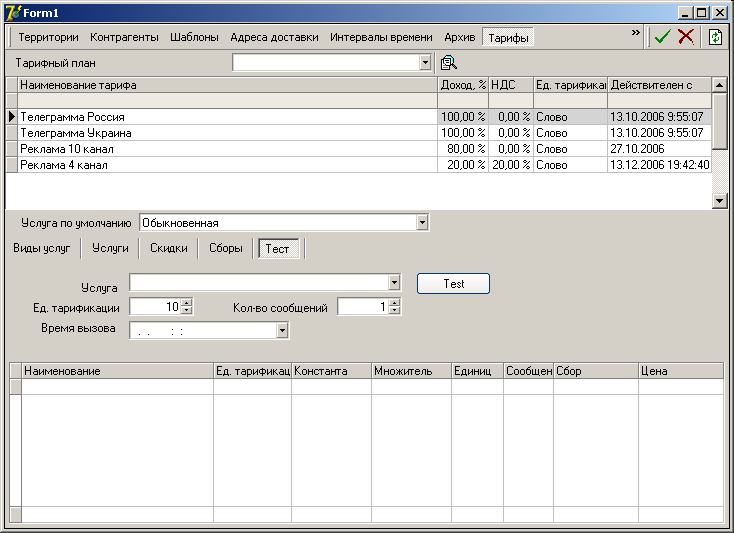 Form1
Территории Контрагенты Шаблоны Адреса доставки Интервалы времени Архив Тарифы »
Тарифный план
Наименование тарифа Доход, % НДС Ед. тарификац Действителен с
Телеграмма Россия 100,00 % 0,00 % Слово 13.10.2006 9:55:07
Телеграмма Украина 100,00 % 0,00 % Слово 13.10.2006 9:55:07
Реклама 10 канал 80,00 % 0,00 % Слово 27.10.2006
Реклама 4 канал 20,00 % 20,00 % Слово 13.12.2006 19:42:40
Услуга по умолчанию Обыкновенная
Виды услуг Услуги Скидки Сборы Тест
Услуга Test
Ед. тарификации 10 Кол-во сообщений 1
Время вызова . . : :
Наименование Ед. тарификац Константа Множитель Единиц Сообщен Сбор Цена